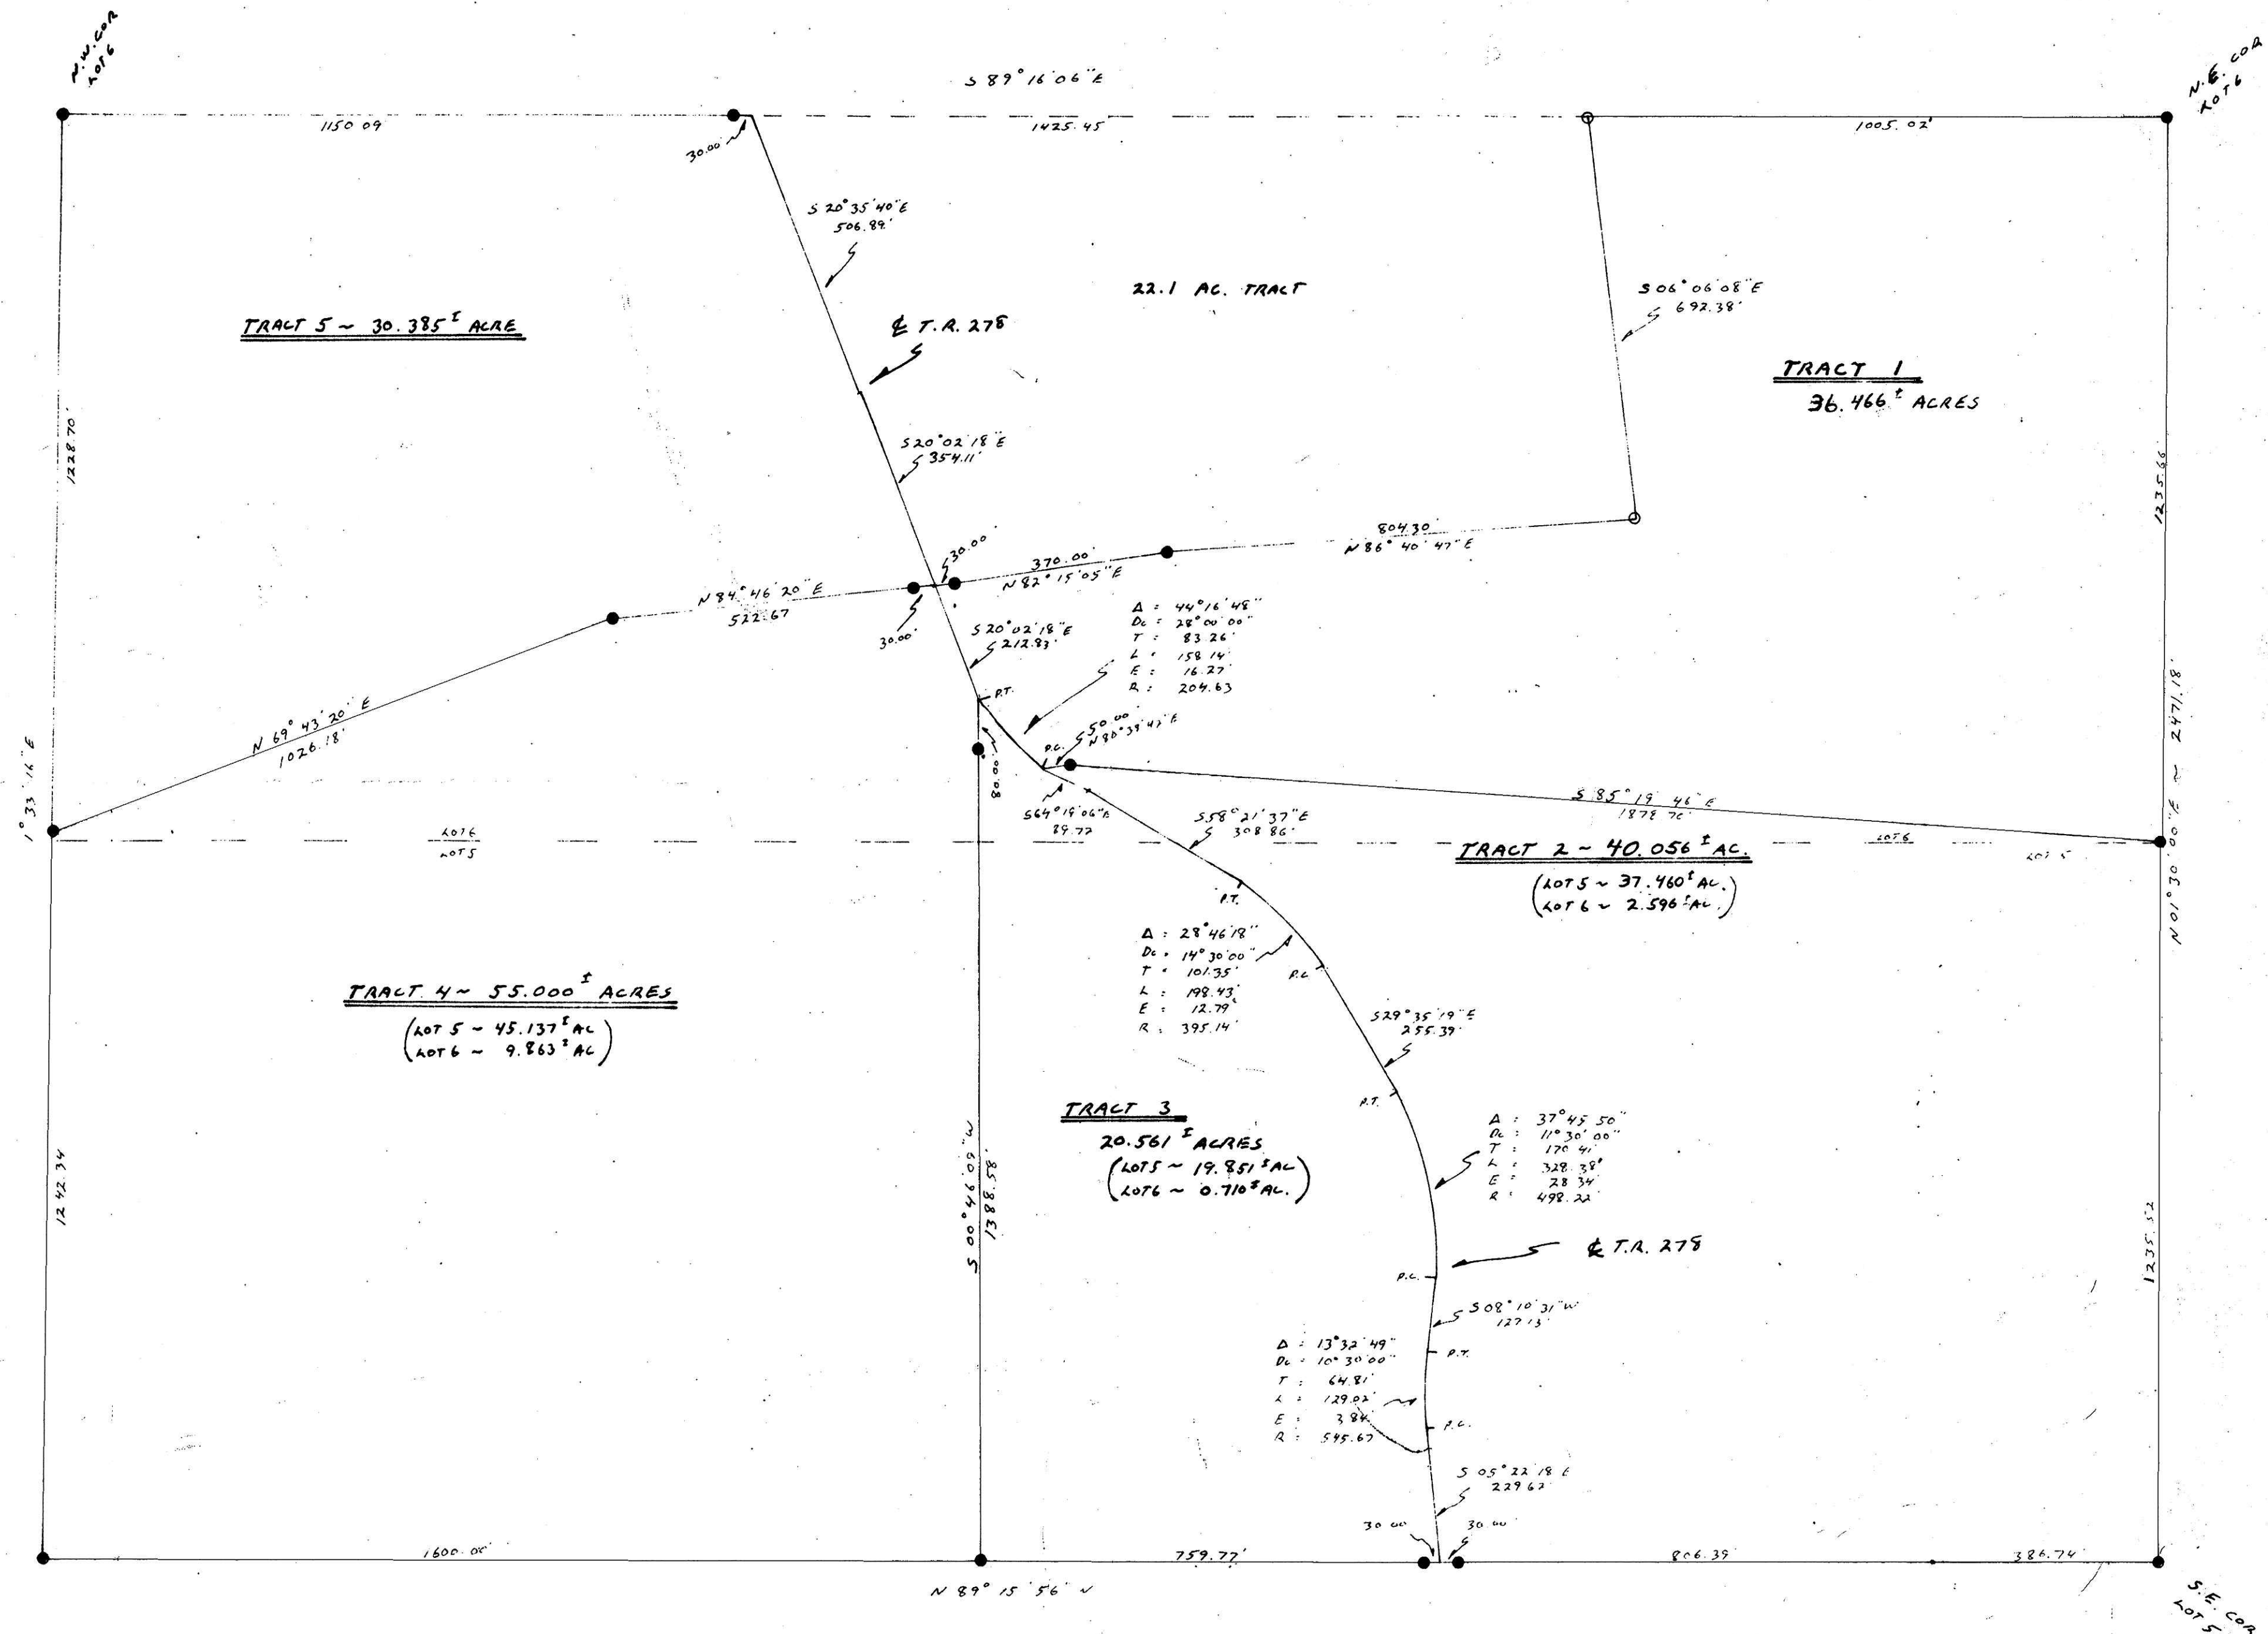 N.W. COR
LOT 6
S 89° 16' 06" E
N.E. COR
LOT 6
1150.09
30.00'
1425.45
1005.02'
S 20° 35' 40" E
506.89'
22.1 AC. TRACT
S 06° 06' 08" E
692.38'
TRACT 5 ~ 30.385 ± ACRE
℄ T.R. 278
TRACT 1
36.466 ± ACRES
1228.70'
S 20° 02' 18" E
354.11'
1235.66
804.30
N 86° 40' 47" E
30.00'
370.00'
N 82° 15' 05" E
N 84° 46' 20" E
522.67
30.00'
S 20° 02' 18" E
212.83'
Δ = 44° 16' 48"
Dc = 28° 00' 00"
T = 83.26'
L = 158.14'
E = 16.27'
R = 204.63
P.T.
N 69° 43' 20" E
1026.18'
1° 33' 16" E
P.C.
50.00'
80.00'
S 64° 19' 06" E
89.72
S 58° 21' 37" E
308.86'
S 85° 19' 46" E
1878.70'
N 01° 30' 00" E ~ 2471.18'
LOT 6
LOT 5
LOT 6
LOT 5
TRACT 2 ~ 40.056 ± AC.
(LOT 5 ~ 37.460 ± AC.)
(LOT 6 ~ 2.596 ± AC.)
P.T.
Δ = 28° 46' 18"
Dc = 14° 30' 00"
T = 101.35'
L = 198.43'
E = 12.79'
R = 395.14'
P.C.
TRACT 4 ~ 55.000 ± ACRES
(LOT 5 ~ 45.137 ± AC)
(LOT 6 ~ 9.863 ± AC)
S 29° 35' 19" E
255.39'
P.T.
TRACT 3
20.561 ± ACRES
(LOT 5 ~ 19.851 ± AC)
(LOT 6 ~ 0.710 ± AC.)
Δ = 37° 45' 50"
Dc = 11° 30' 00"
T = 170.41'
L = 328.38'
E = 28.34'
R = 498.22'
1242.34
S 00° 46' 09" W
1388.58'
1235.52
℄ T.R. 278
P.C.
S 08° 10' 31" W
127.13'
P.T.
Δ = 13° 32' 49"
Dc = 10° 30' 00"
T = 64.81'
L = 129.02'
E = 3.84'
R = 545.67
P.C.
S 05° 22' 18" E
229.62'
30.00
30.00'
1600.00'
759.77'
806.39
386.74'
N 89° 15' 56" W
S.E. COR
LOT 5